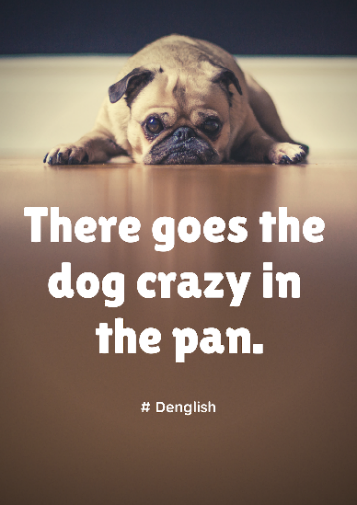 There goes the
dog crazy in
the pan.
# Denglish